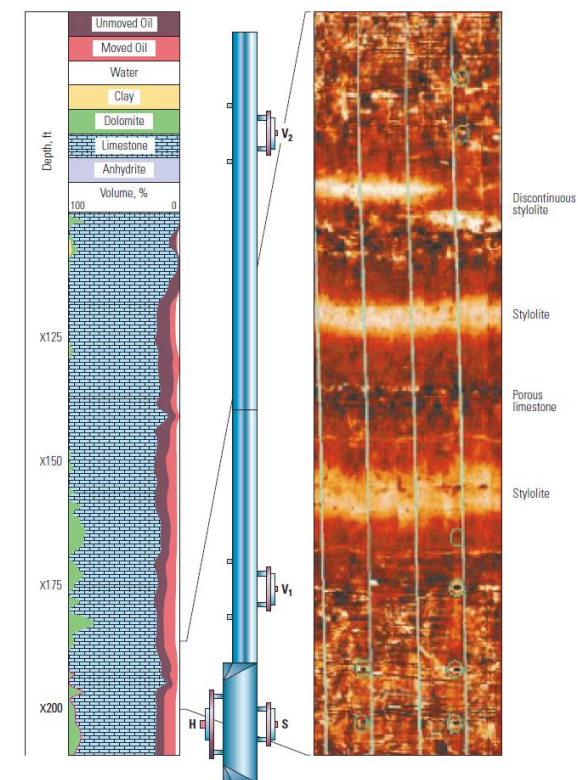 Depth, ft
Unmoved Oil
Moved Oil
Water
Clay
Dolomite
Limestone
Anhydrite
Volume, %
100 0
X125
X150
X175
X200
V2
V1
H
S
Discontinuous
stylolite
Stylolite
Porous
limestone
Stylolite